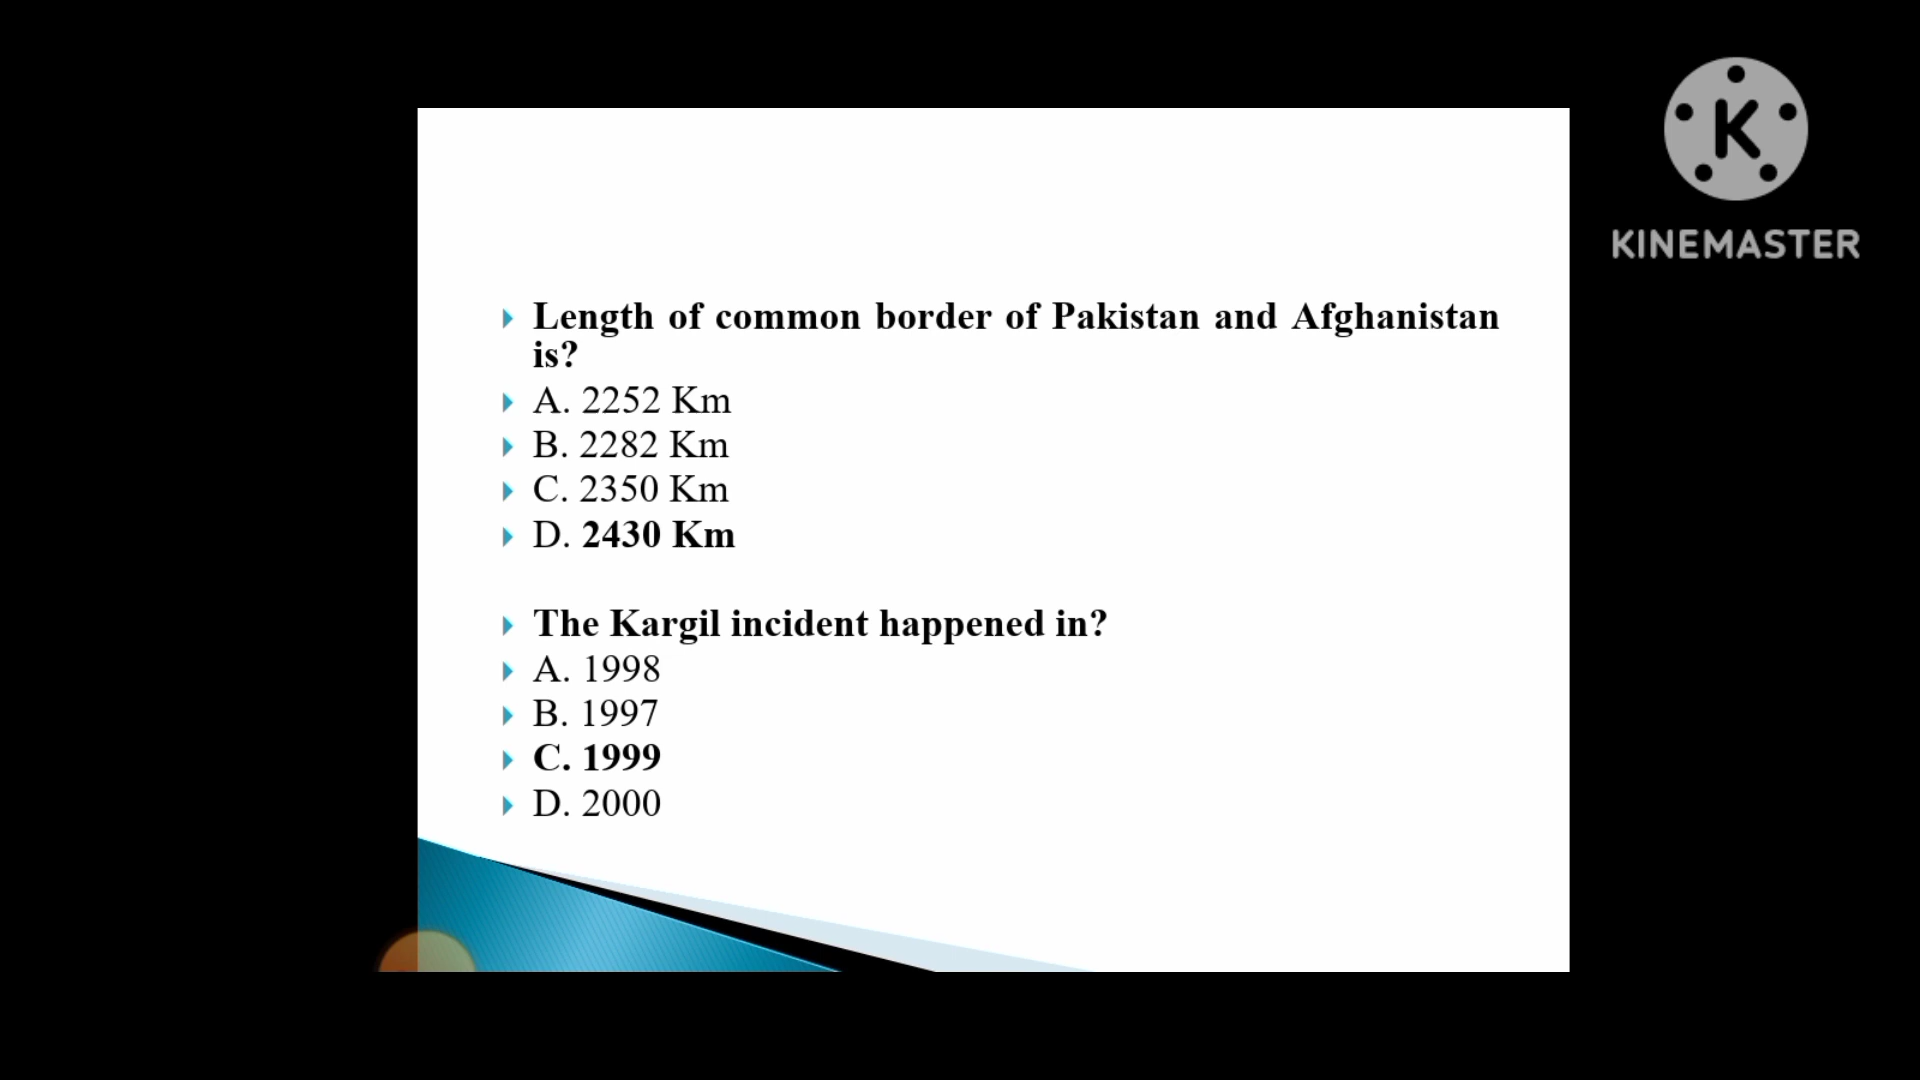 K
KINEMASTER
Length of common border of Pakistan and Afghanistan
is?
A. 2252 Km
B. 2282 Km
C. 2350 Km
D. 2430 Km
The Kargil incident happened in?
A. 1998
B. 1997
C. 1999
D. 2000